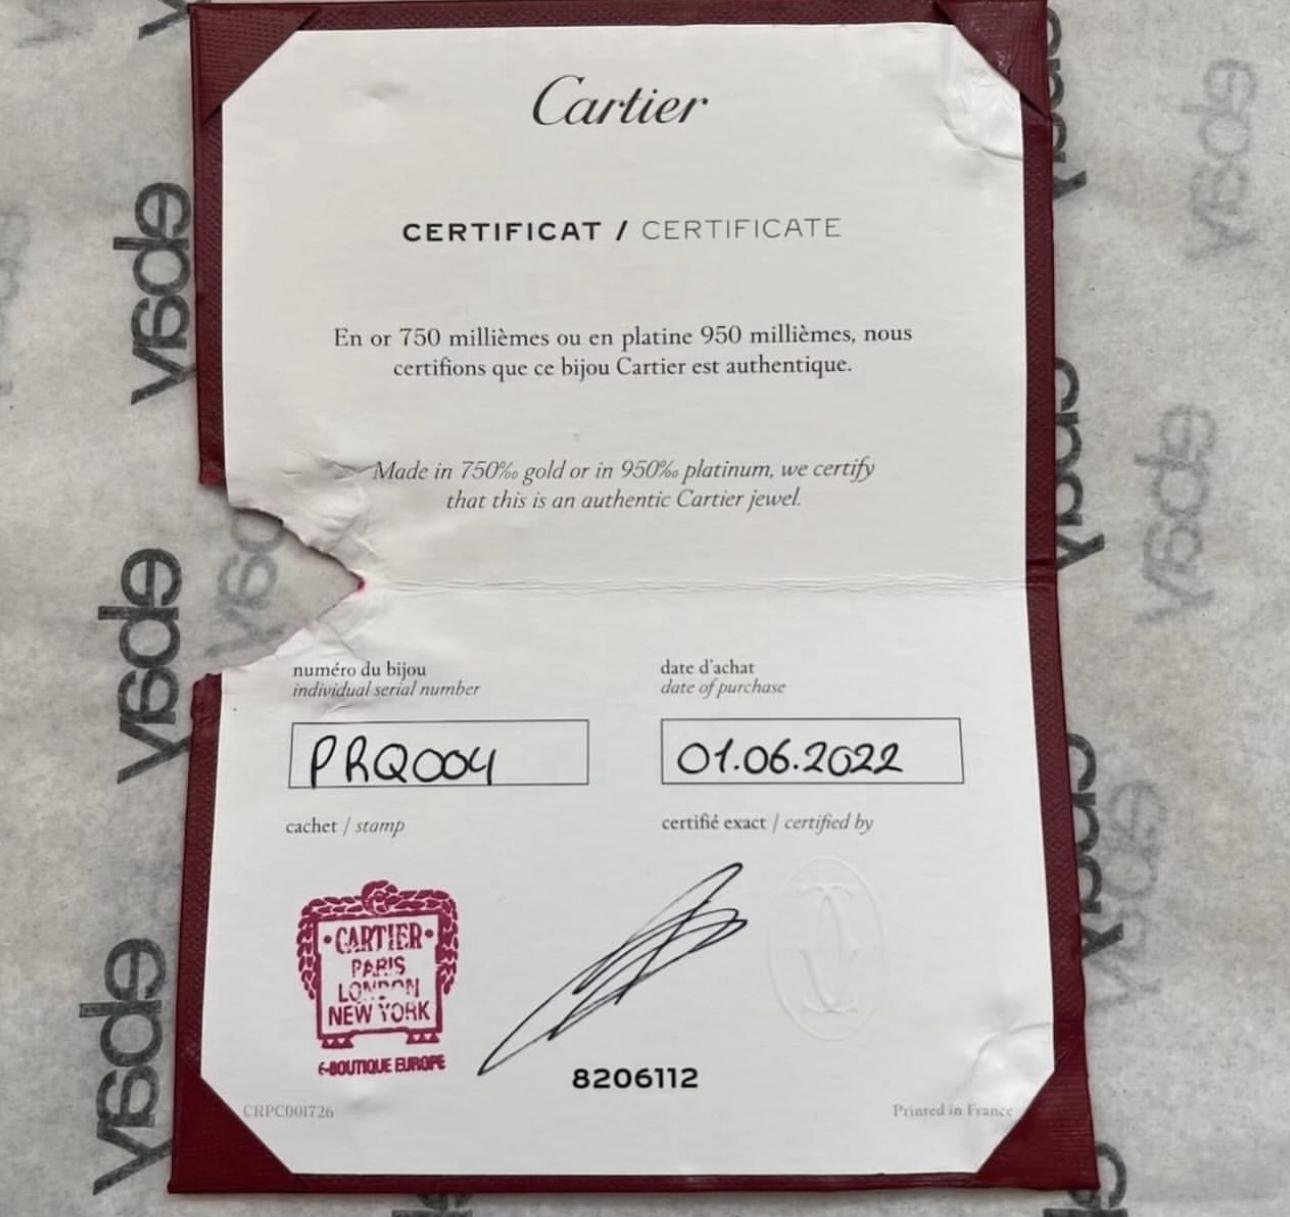 Cartier
CERTIFICAT / CERTIFICATE
En or 750 millièmes ou en platine 950 millièmes, nous
certifions que ce bijou Cartier est authentique.
Made in 750‰ gold or in 950‰ platinum, we certify
that this is an authentic Cartier jewel.
numéro du bijou
individual serial number
PRQ004
date d'achat
date of purchase
01.06.2022
cachet / stamp
CARTIER
PARIS
LONDON
NEW YORK
E-BOUTIQUE EUROPE
certifié exact / certified by
8206112
CRPC001726
Printed in France